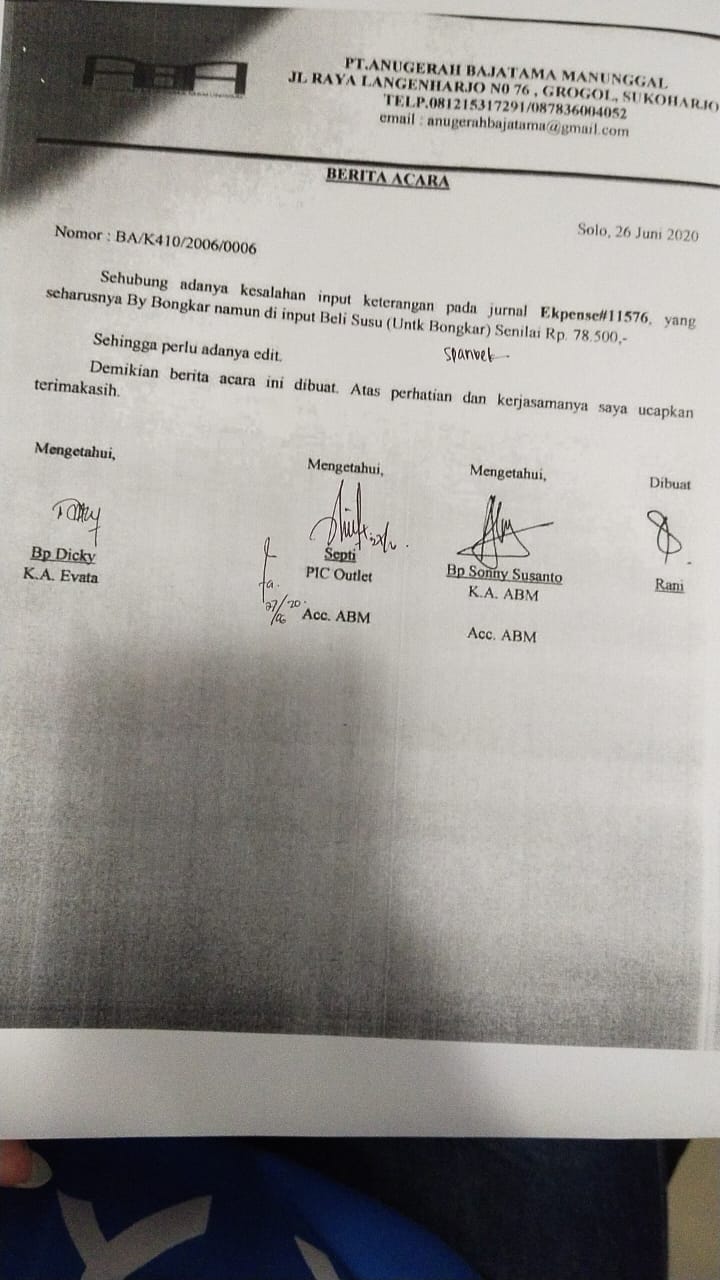 ABA
PT.ANUGERAH BAJATAMA MANUNGGAL
JL RAYA LANGENHARJO N0 76 , GROGOL, SUKOHARJO
TELP.081215317291/087836004052
email : anugerahbajatama@gmail.com
BERITA ACARA
Solo, 26 Juni 2020
Nomor : BA/K410/2006/0006
Sehubung adanya kesalahan input keterangan pada jurnal Ekpense#11576, yang
seharusnya By Bongkar namun di input Beli Susu (Untk Bongkar) Senilai Rp. 78.500,-
spanvek
Sehingga perlu adanya edit.
Demikian berita acara ini dibuat. Atas perhatian dan kerjasamanya saya ucapkan
terimakasih.
Mengetahui, Mengetahui, Mengetahui, Dibuat
Bp Dicky Septi Bp Sonny Susanto Rani
K.A. Evata PIC Outlet K.A. ABM
27/06 20
Acc. ABM Acc. ABM